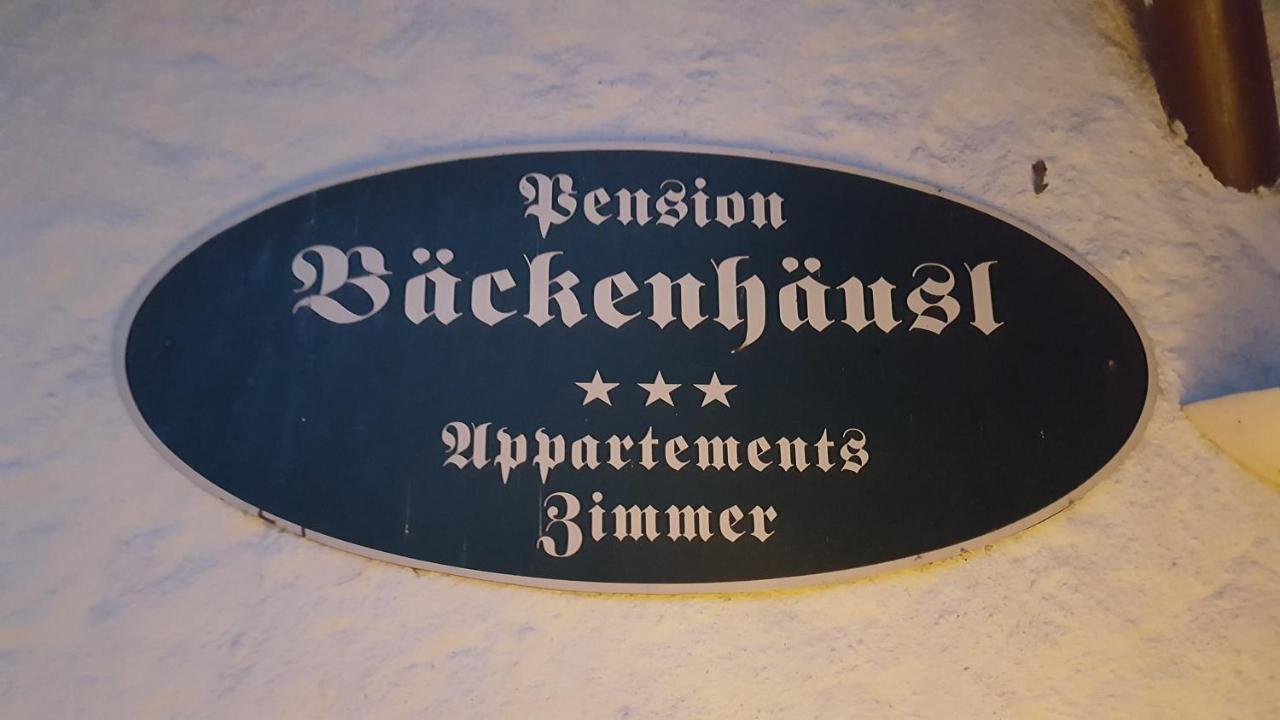 Pension
Bäckenhäusl
★ ★ ★
Appartements
Zimmer